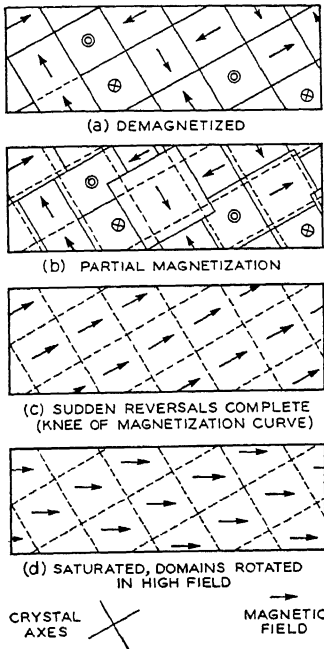 (a) DEMAGNETIZED
(b) PARTIAL MAGNETIZATION
(c) SUDDEN REVERSALS COMPLETE
(KNEE OF MAGNETIZATION CURVE)
(d) SATURATED, DOMAINS ROTATED
IN HIGH FIELD
CRYSTAL
AXES
MAGNETIC
FIELD